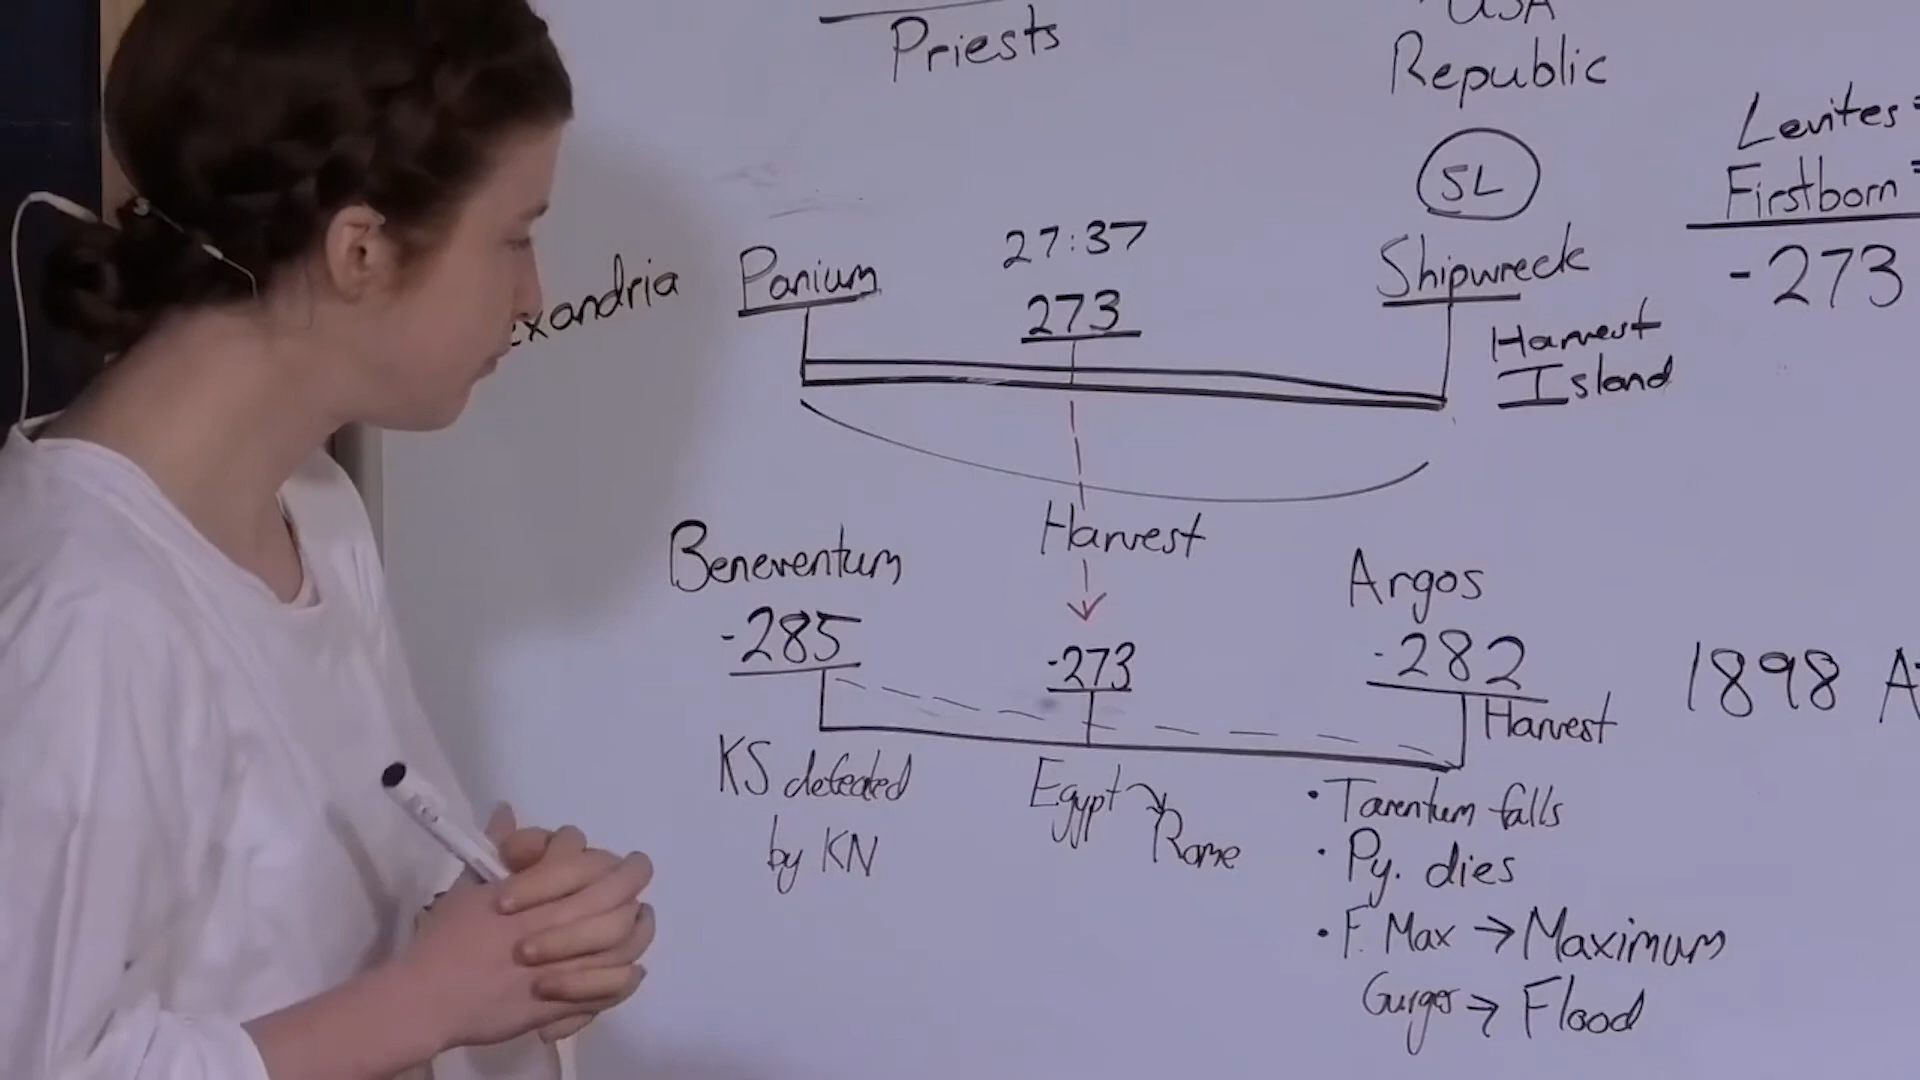 USA
Priests
Republic
Levites =
Firstborn =
-273
SL
27:37
273
Panium
exandria
Shipwreck
Harvest
Island
Harvest
Beneventum
-285
-273
Argos
-282
Harvest
1898 A
KS defeated
by KN
Egypt
Rome
• Tarentum falls
• Py. dies
• F. Max → Maximum
Gurges → Flood